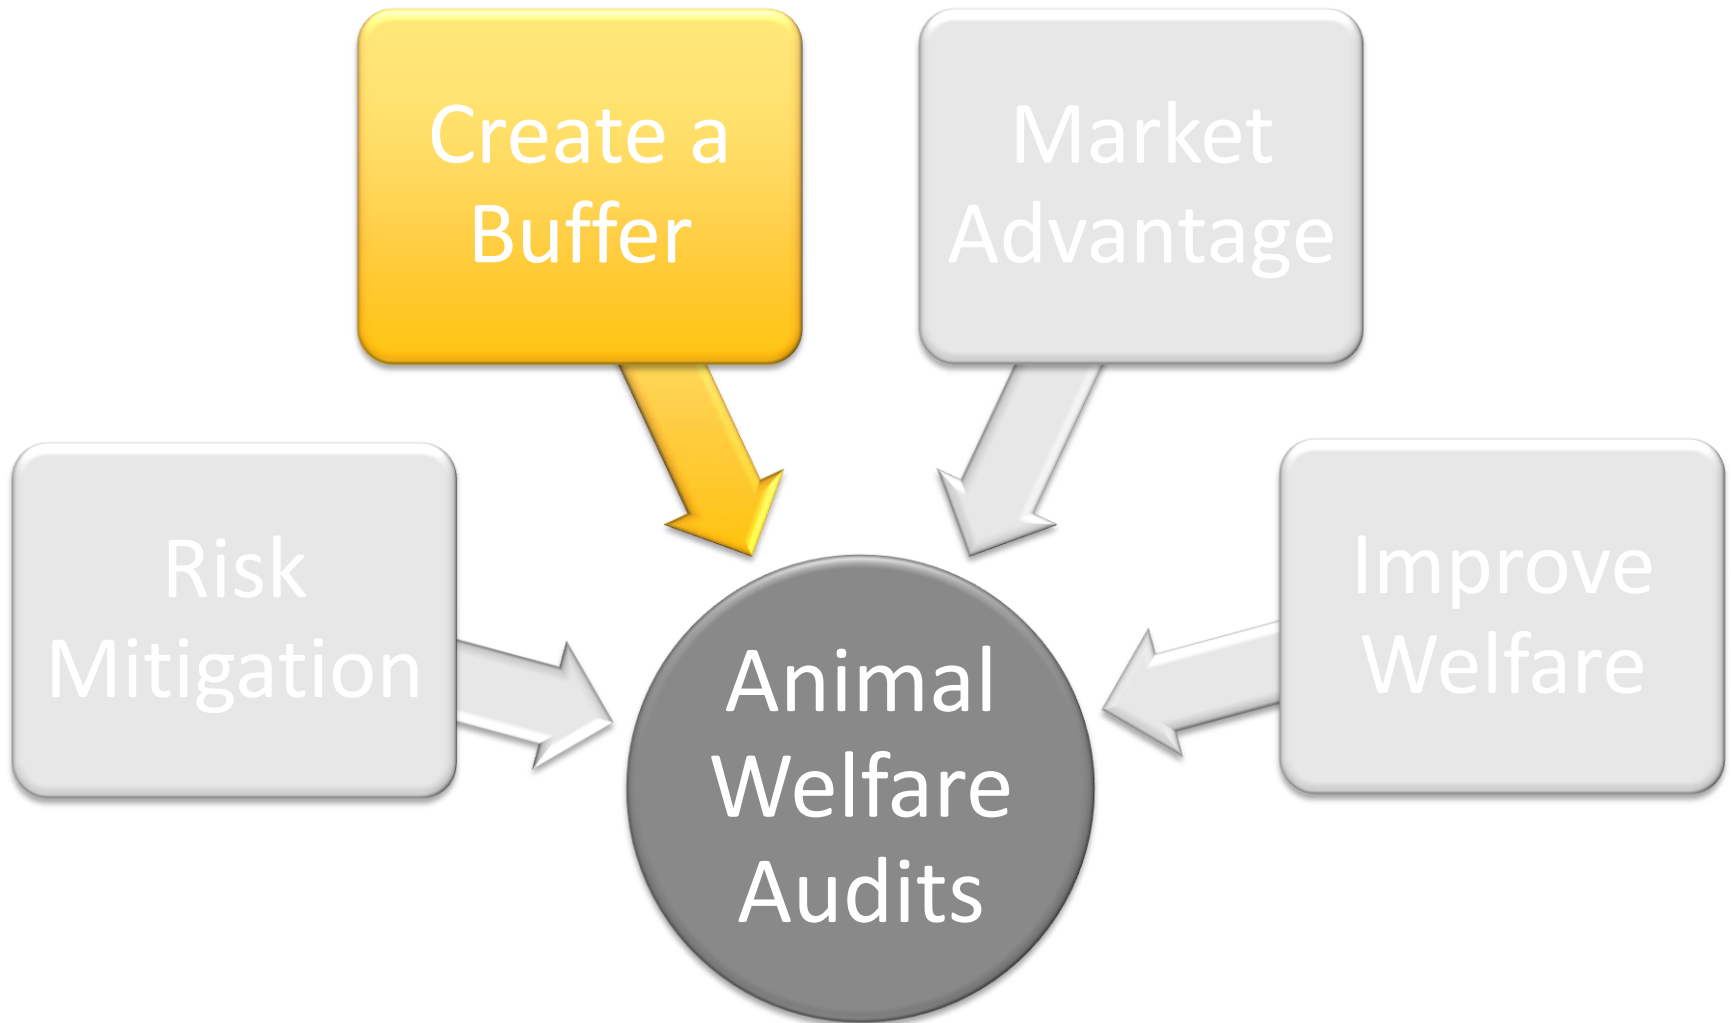 Create a
Buffer
Market
Advantage
Risk
Mitigation
Improve
Welfare
Animal
Welfare
Audits